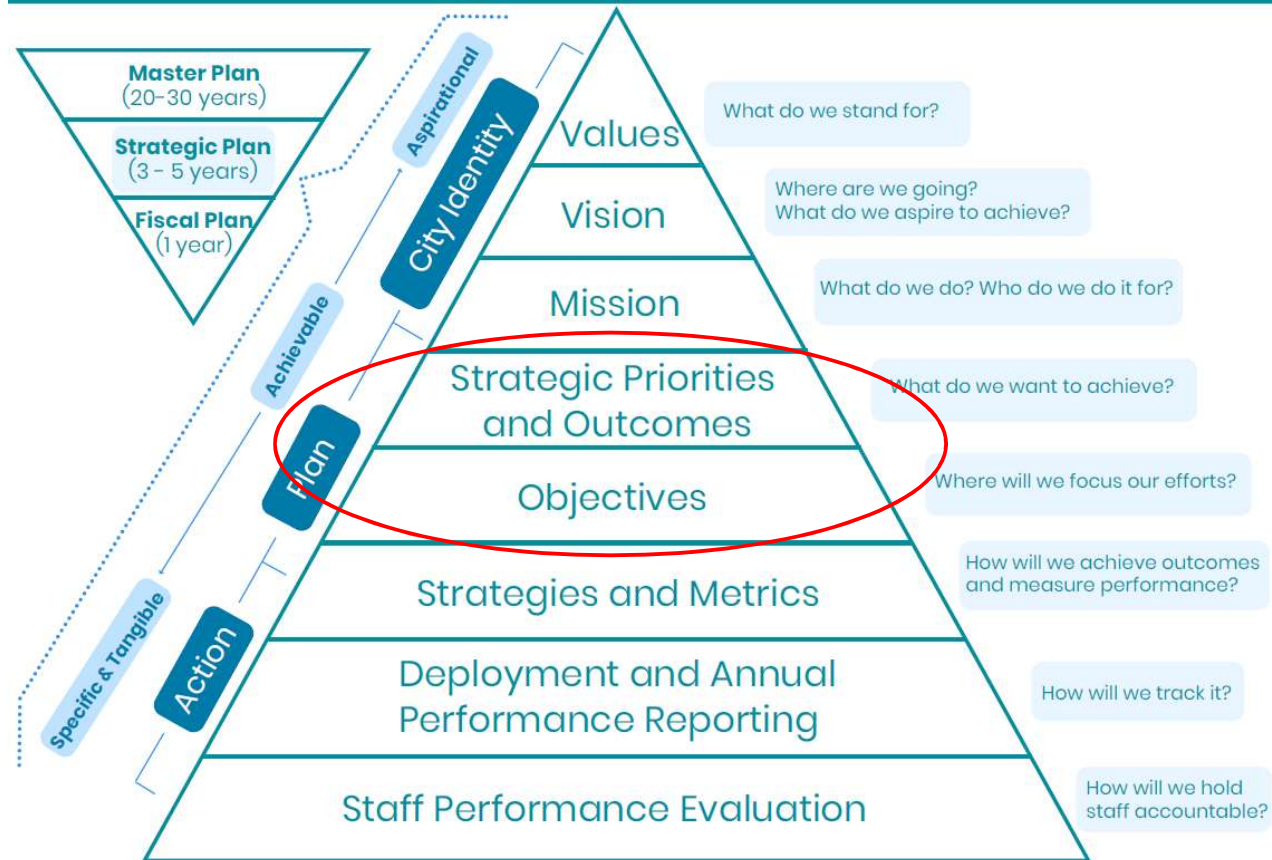 Master Plan
(20-30 years)
Strategic Plan
(3 - 5 years)
Fiscal Plan
(1 year)
Aspirational
Achievable
Specific & Tangible
City Identity
Plan
Action
Values
What do we stand for?
Vision
Where are we going?
What do we aspire to achieve?
Mission
What do we do? Who do we do it for?
Strategic Priorities
and Outcomes
What do we want to achieve?
Objectives
Where will we focus our efforts?
Strategies and Metrics
How will we achieve outcomes
and measure performance?
Deployment and Annual
Performance Reporting
How will we track it?
Staff Performance Evaluation
How will we hold
staff accountable?